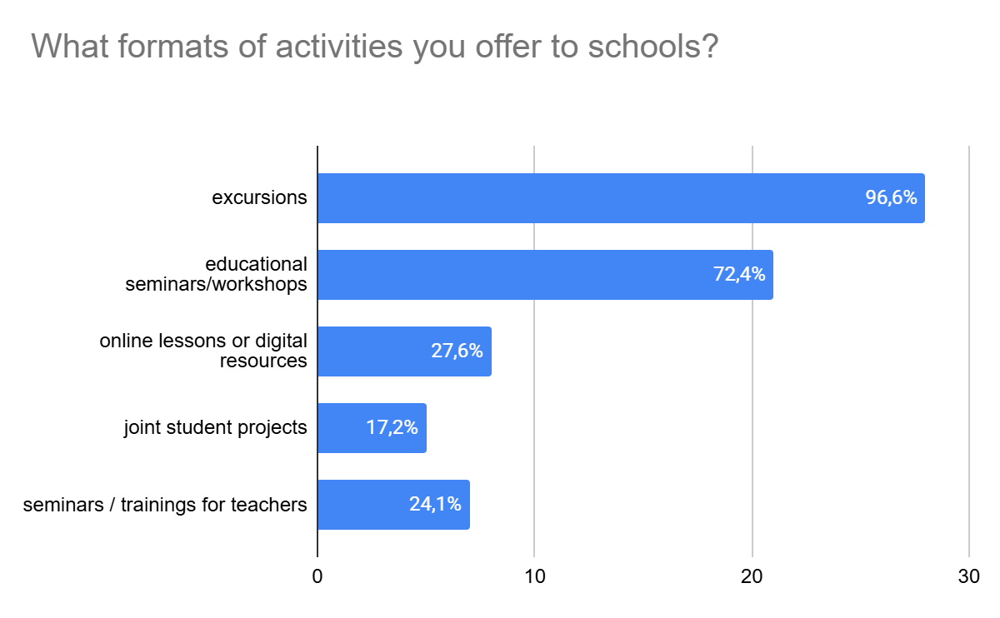 What formats of activities you offer to schools?
excursions
96,6%
educational
seminars/workshops
72,4%
online lessons or digital
resources
27,6%
joint student projects
17,2%
seminars / trainings for teachers
24,1%
0
10
20
30